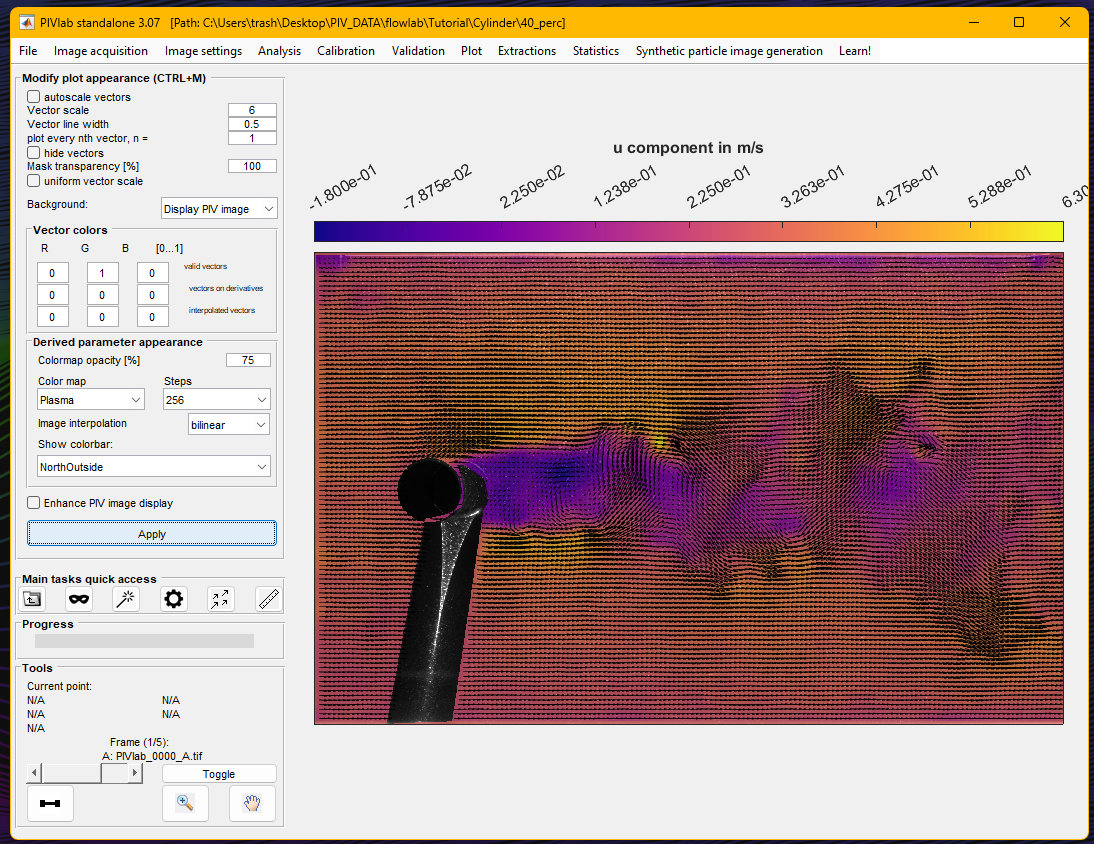 PIVlab standalone 3.07 [Path: C:\Users\trash\Desktop\PIV_DATA\flowlab\Tutorial\Cylinder\40_perc]
File Image acquisition Image settings Analysis Calibration Validation Plot Extractions Statistics Synthetic particle image generation Learn!
Modify plot appearance (CTRL+M)
autoscale vectors
Vector scale 6
Vector line width 0.5
plot every nth vector, n = 1
hide vectors
Mask transparency [%] 100
uniform vector scale
Background: Display PIV image
Vector colors
R G B [0...1]
0 1 0 valid vectors
0 0 0 vectors on derivatives
0 0 0 interpolated vectors
Derived parameter appearance
Colormap opacity [%] 75
Color map Steps
Plasma 256
Image interpolation bilinear
Show colorbar:
NorthOutside
Enhance PIV image display
Apply
Main tasks quick access
Progress
Tools
Current point:
N/A N/A
N/A N/A
N/A
Frame (1/5):
A: PIVlab_0000_A.tif
Toggle
u component in m/s
-1.800e-01 -7.875e-02 2.250e-02 1.238e-01 2.250e-01 3.263e-01 4.275e-01 5.288e-01 6.30